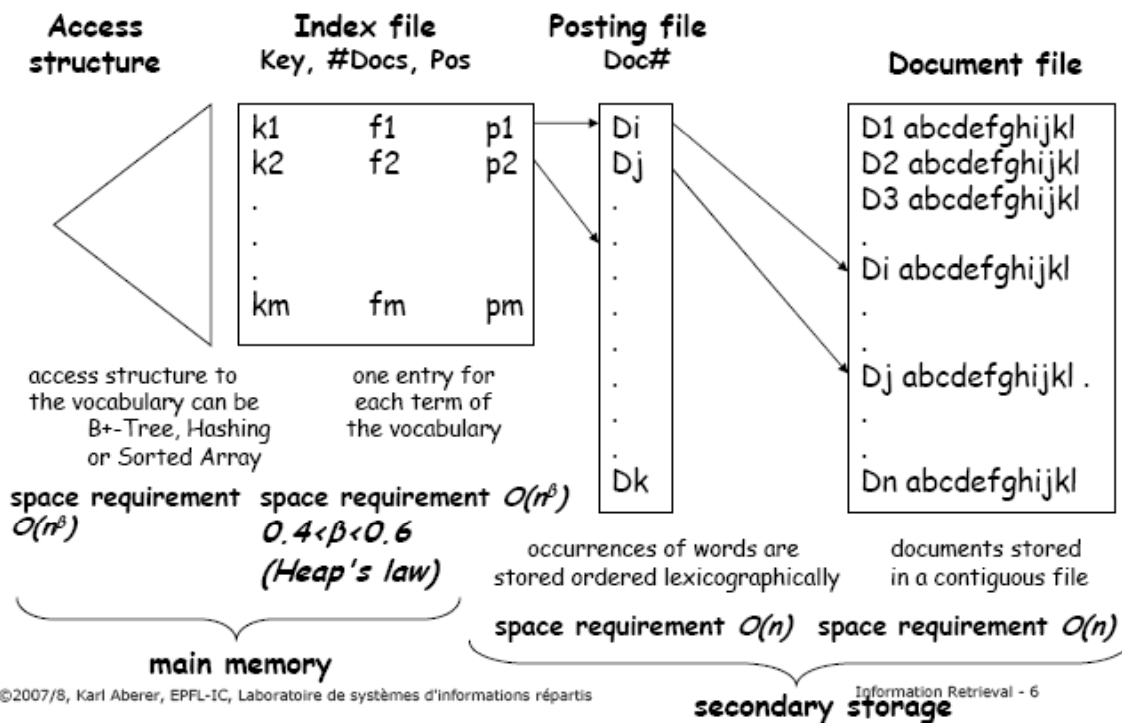 Access
structure
Index file
Key, #Docs, Pos
Posting file
Doc#
Document file
k1 f1 p1
k2 f2 p2
.
.
.
km fm pm
Di
Dj
.
.
.
.
.
.
.
Dk
D1 abcdefghijkl
D2 abcdefghijkl
D3 abcdefghijkl
.
Di abcdefghijkl
.
.
Dj abcdefghijkl .
.
.
Dn abcdefghijkl
access structure to
the vocabulary can be
B+-Tree, Hashing
or Sorted Array
one entry for
each term of
the vocabulary
space requirement
O(nᵝ)
space requirement O(nᵝ)
0.4<β<0.6
(Heap's law)
occurrences of words are
stored ordered lexicographically
documents stored
in a contiguous file
space requirement O(n)
space requirement O(n)
main memory
secondary storage
©2007/8, Karl Aberer, EPFL-IC, Laboratoire de systèmes d'informations répartis
Information Retrieval - 6